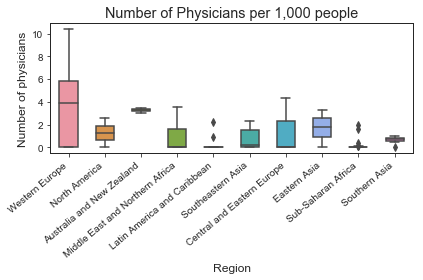 Number of Physicians per 1,000 people
Number of physicians
10
8
6
4
2
0
Western Europe
North America
Australia and New Zealand
Middle East and Northern Africa
Latin America and Caribbean
Southeastern Asia
Central and Eastern Europe
Eastern Asia
Sub-Saharan Africa
Southern Asia
Region